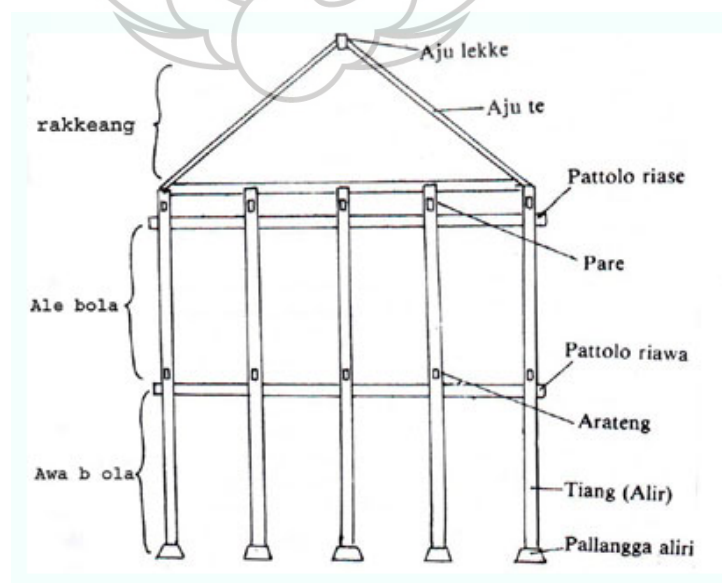 Aju lekke
Aju te
rakkeang
Pattolo riase
Pare
Ale bola
Pattolo riawa
Arateng
Awa b ola
Tiang (Alir)
Pallangga aliri